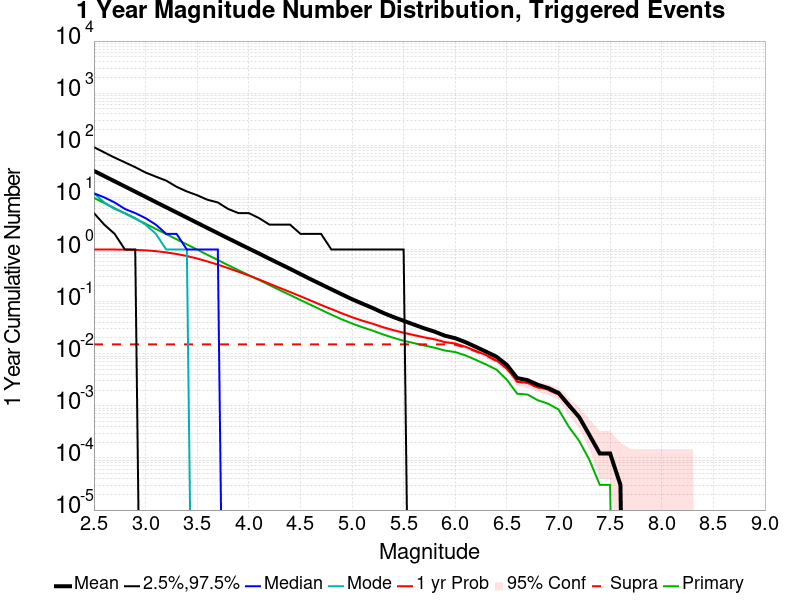 1 Year Magnitude Number Distribution, Triggered Events
1 Year Cumulative Number
10^4
10^3
10^2
10^1
10^0
10^-1
10^-2
10^-3
10^-4
10^-5
2.5 3.0 3.5 4.0 4.5 5.0 5.5 6.0 6.5 7.0 7.5 8.0 8.5 9.0
Magnitude
Mean 2.5%,97.5% Median Mode 1 yr Prob 95% Conf Supra Primary